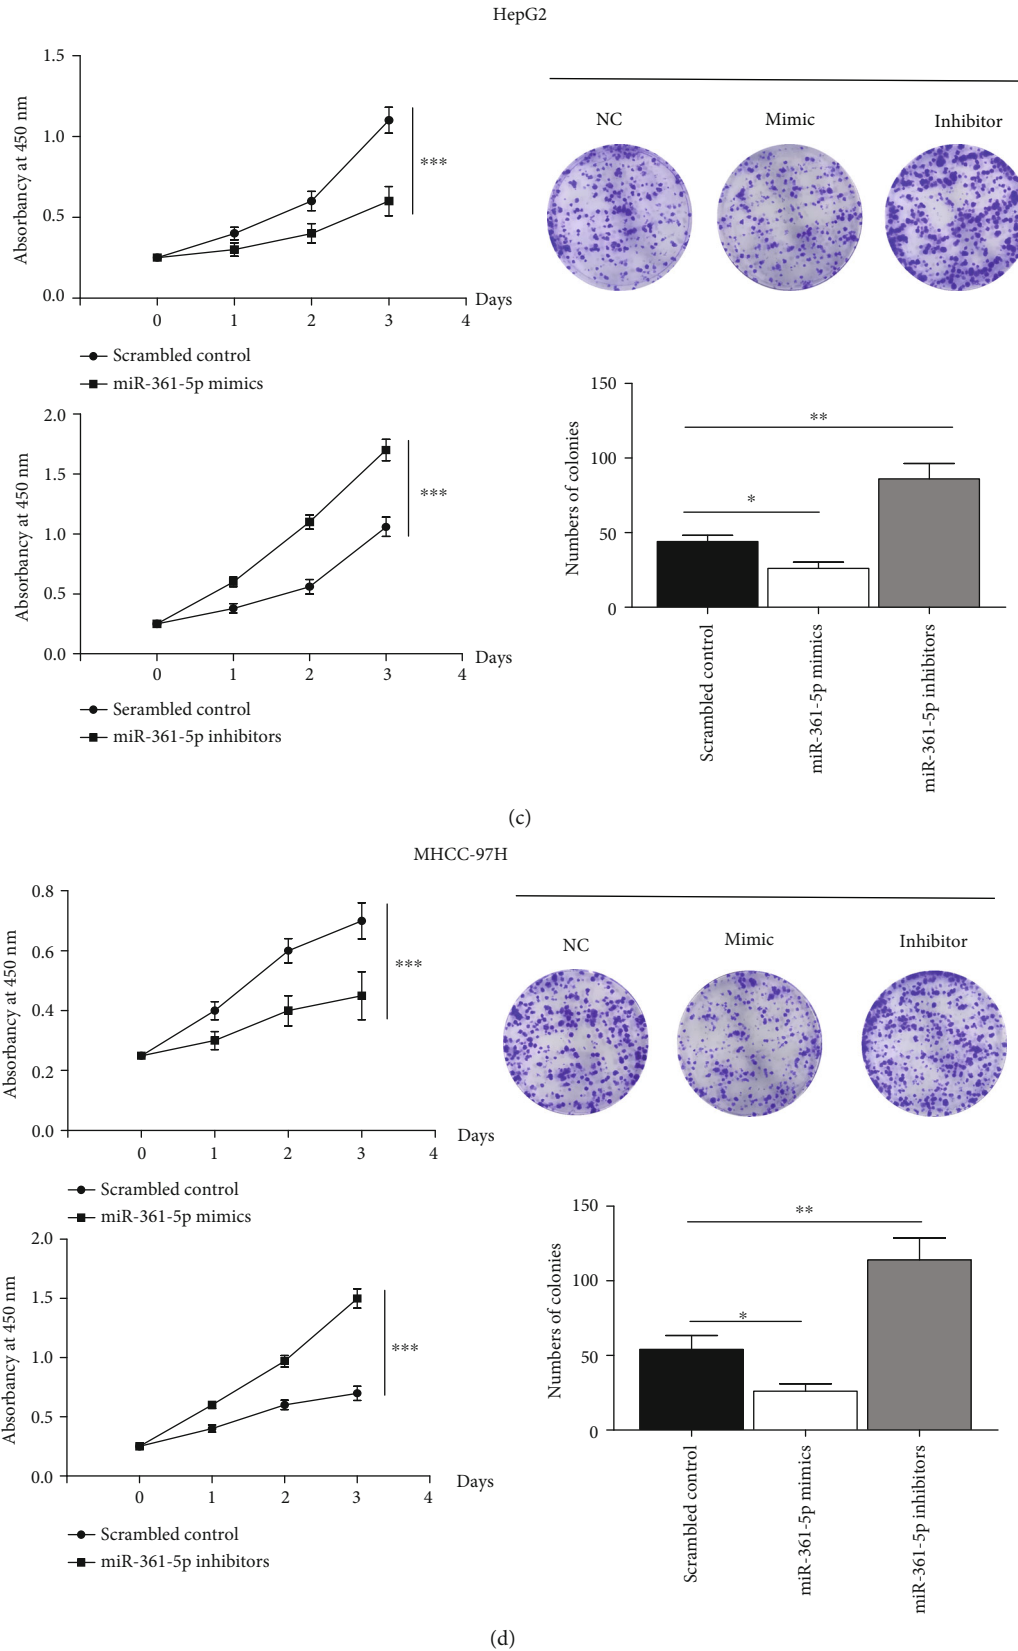 HepG2
1.5
1.0
0.5
0.0
Absorbancy at 450 nm
***
Days
0 1 2 3 4
Scrambled control
miR-361-5p mimics
NC Mimic Inhibitor
2.0
1.5
1.0
0.5
0.0
Absorbancy at 450 nm
***
Days
0 1 2 3 4
Serambled control
miR-361-5p inhibitors
150
100
50
0
Numbers of colonies
**
*
Scrambled control
miR-361-5p mimics
miR-361-5p inhibitors
(c)
MHCC-97H
0.8
0.6
0.4
0.2
0.0
Absorbancy at 450 nm
***
Days
0 1 2 3 4
Scrambled control
miR-361-5p mimics
NC Mimic Inhibitor
2.0
1.5
1.0
0.5
0.0
Absorbancy at 450 nm
***
Days
0 1 2 3 4
Scrambled control
miR-361-5p inhibitors
150
100
50
0
Numbers of colonies
**
*
Scrambled control
miR-361-5p mimics
miR-361-5p inhibitors
(d)